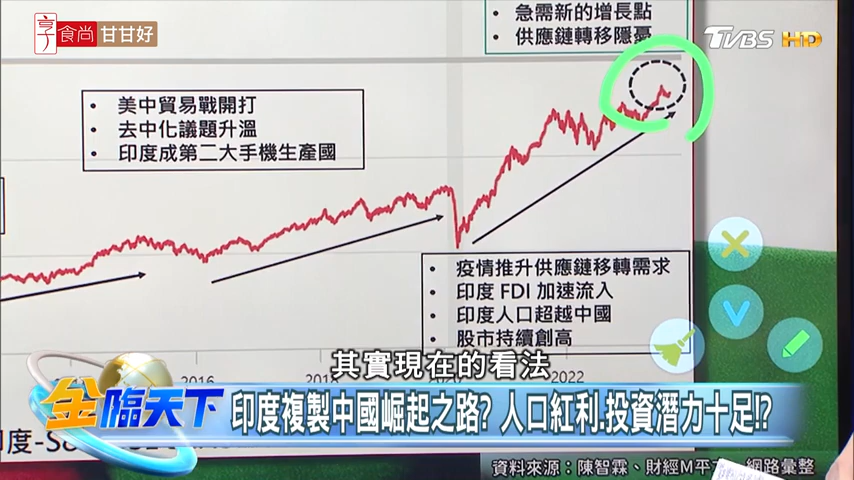 亨食尚 甘甘好
急需新的增長點
供應鏈轉移隱憂
TVBS HD
美中貿易戰開打
去中化議題升溫
印度成第二大手機生產國
疫情推升供應鏈移轉需求
印度 FDI 加速流入
印度人口超越中國
股市持續創高
2016
2018
2022
其實現在的看法
金臨天下
印度複製中國崛起之路? 人口紅利.投資潛力十足!?
資料來源：陳智霖、財經M平方、網路彙整